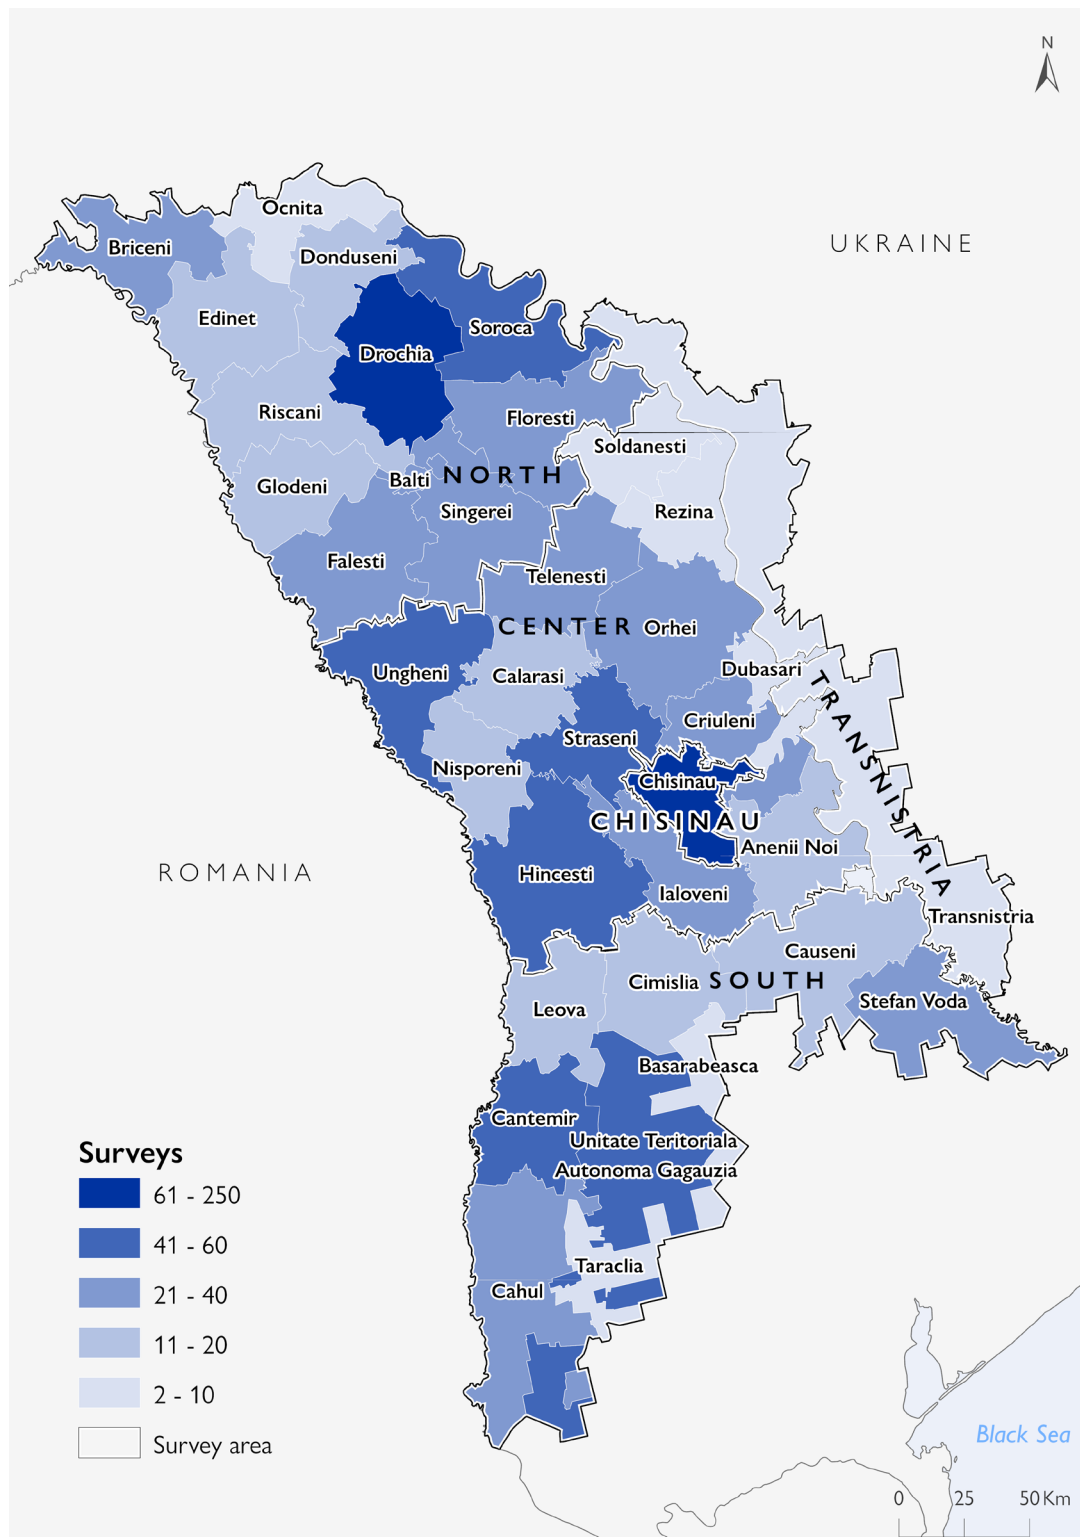 N
Ocnita
UKRAINE
Briceni
Donduseni
Edinet
Soroca
Drochia
Riscani
Floresti
Soldanesti
NORTH
Balti
Glodeni
Singerei
Rezina
Falesti
Telenesti
CENTER
Orhei
Dubasari
Ungheni
Calarasi
TRANSNISTRIA
Criuleni
Straseni
Nisporeni
Chisinau
CHISINAU
Anenii Noi
ROMANIA
Hincesti
Ialoveni
Transnistria
Causeni
Cimislia
SOUTH
Stefan Voda
Leova
Basarabeasca
Cantemir
Unitate Teritoriala
Autonoma Gagauzia
Taraclia
Cahul
Surveys
61 - 250
41 - 60
21 - 40
11 - 20
2 - 10
Survey area
Black Sea
0 25 50 Km